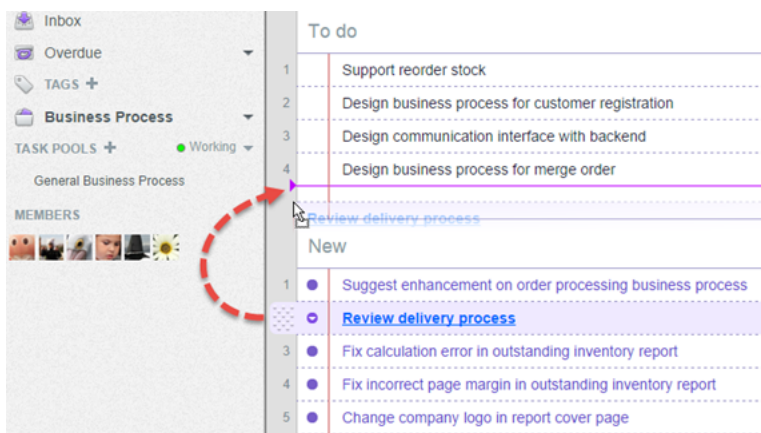 Inbox
Overdue
TAGS +
Business Process
TASK POOLS + Working
General Business Process
MEMBERS
To do
1 Support reorder stock
2 Design business process for customer registration
3 Design communication interface with backend
4 Design business process for merge order
Review delivery process
New
1 Suggest enhancement on order processing business process
Review delivery process
3 Fix calculation error in outstanding inventory report
4 Fix incorrect page margin in outstanding inventory report
5 Change company logo in report cover page